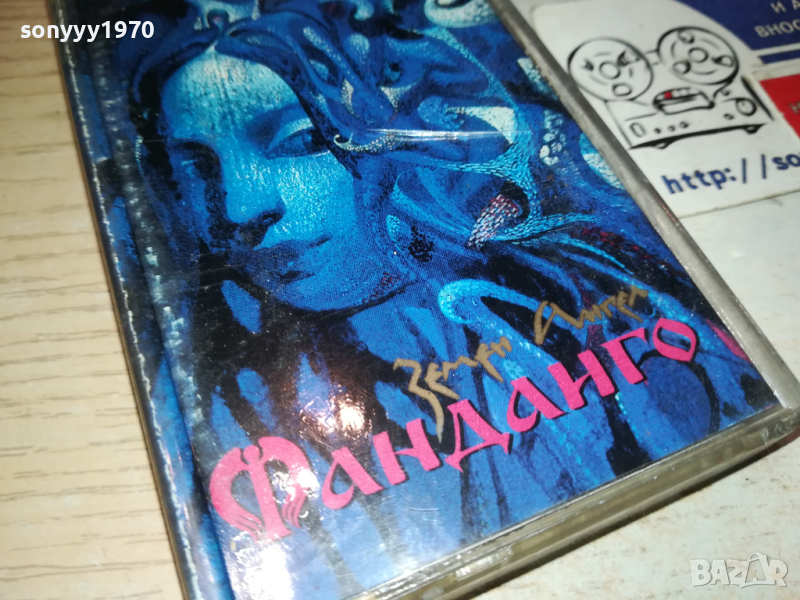 sonyyy1970
И А
ВНОС
http://so
Земен Ангел
Фанданго
BAZAR